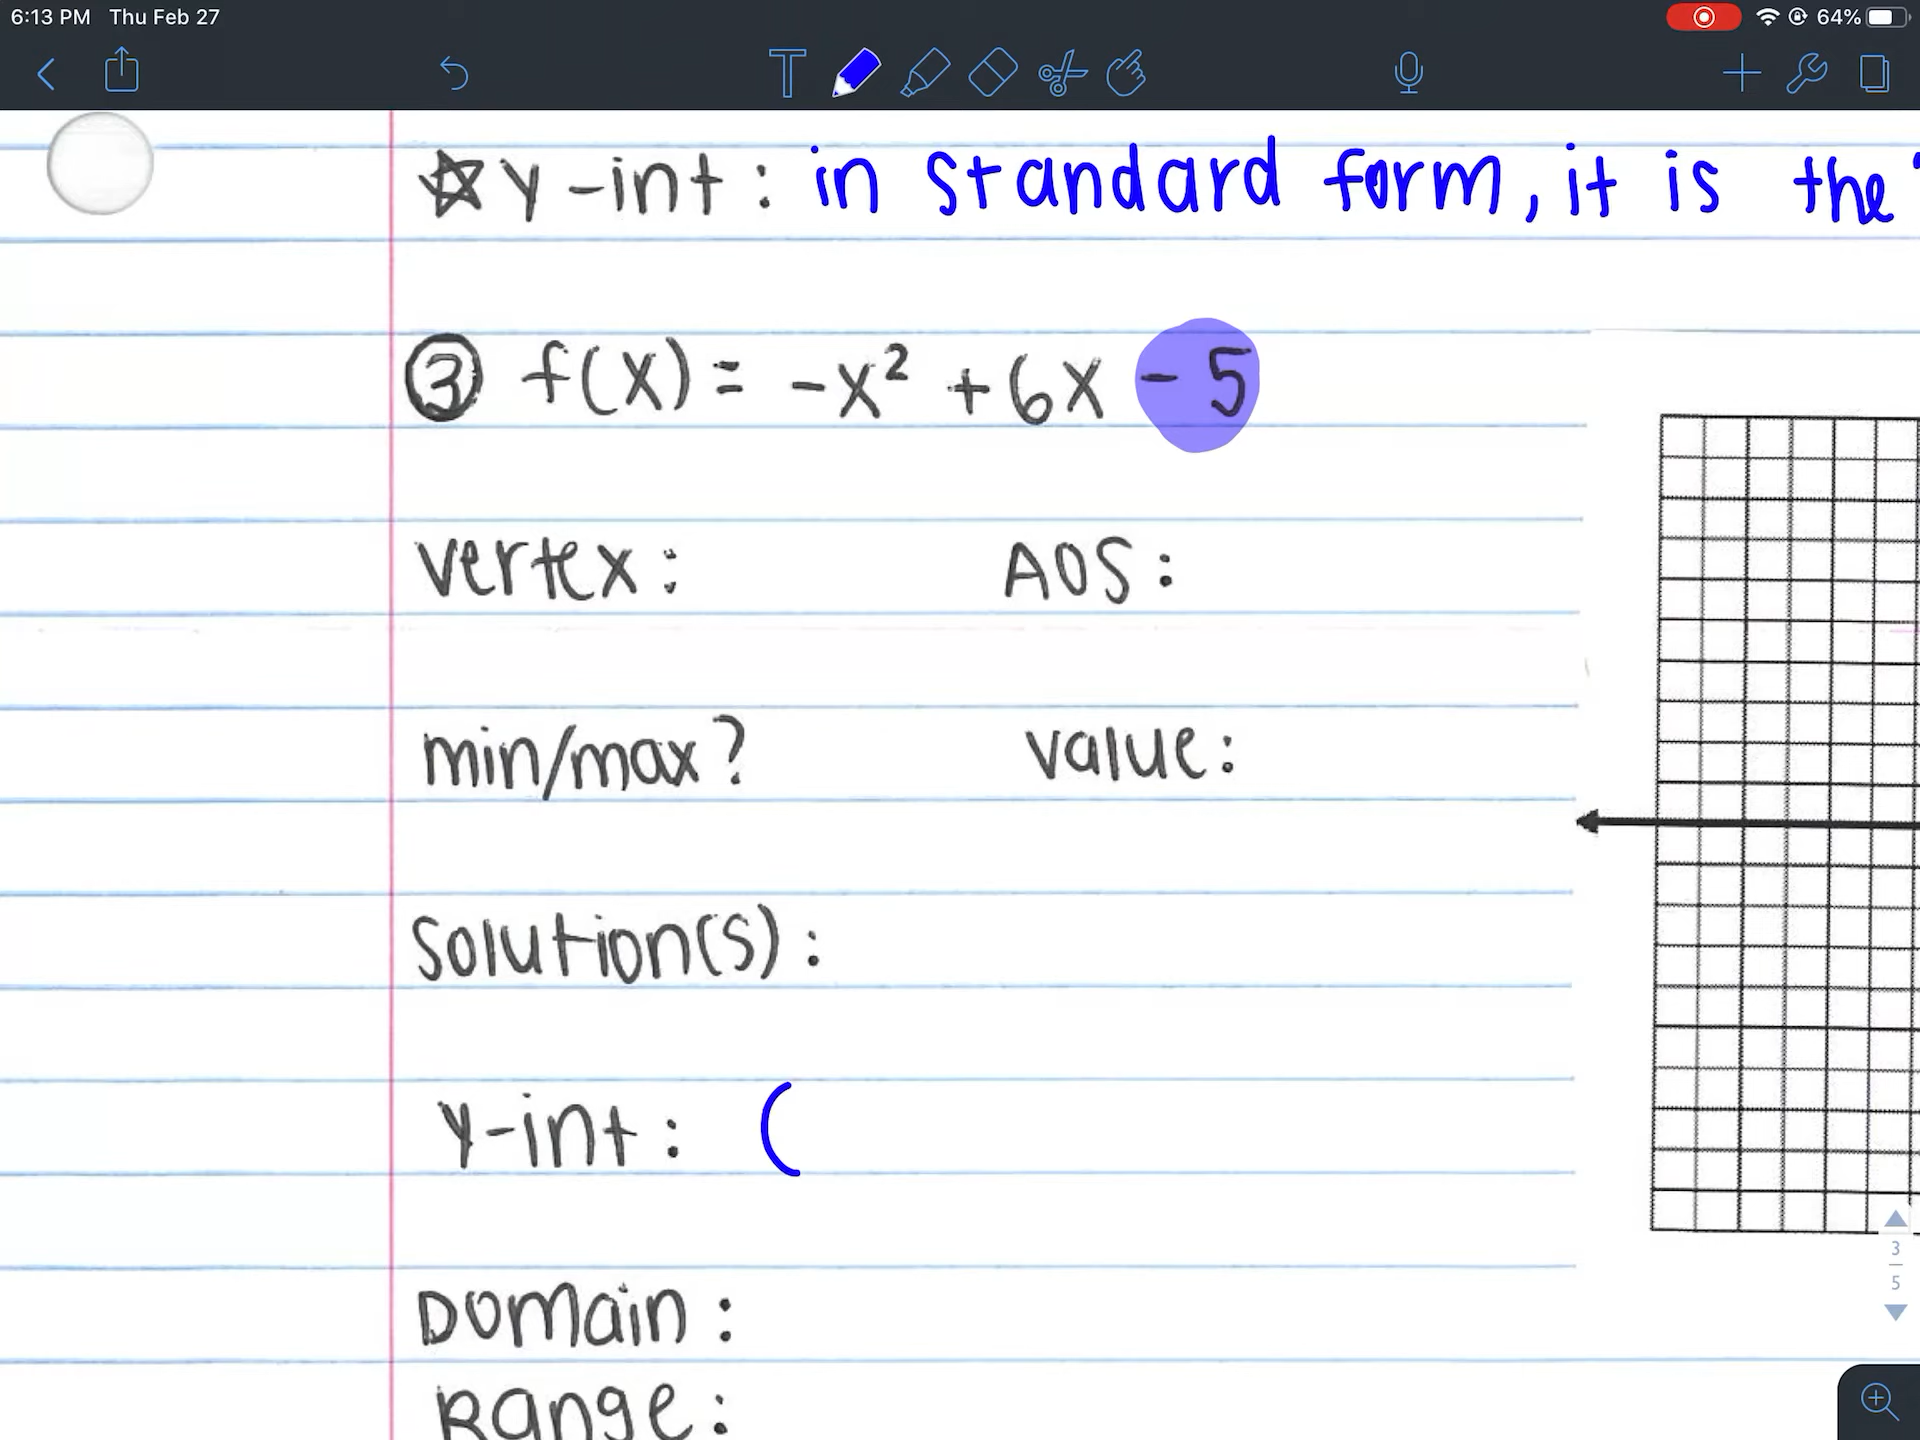 6:13 PM Thu Feb 27
64%
☆ y-int: in standard form, it is the "
③ f(x) = -x² + 6x - 5
vertex: AOS:
min/max? value:
solution(s):
y-int: (
3
5
Domain:
Range: